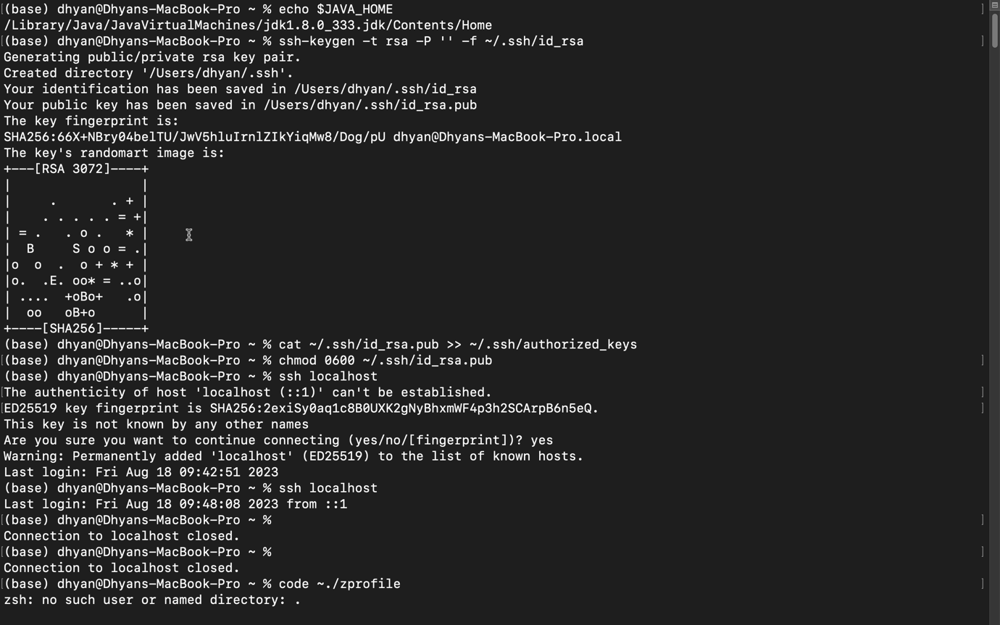 (base) dhyan@Dhyans-MacBook-Pro ~ % echo $JAVA_HOME
/Library/Java/JavaVirtualMachines/jdk1.8.0_333.jdk/Contents/Home
(base) dhyan@Dhyans-MacBook-Pro ~ % ssh-keygen -t rsa -P '' -f ~/.ssh/id_rsa
Generating public/private rsa key pair.
Created directory '/Users/dhyan/.ssh'.
Your identification has been saved in /Users/dhyan/.ssh/id_rsa
Your public key has been saved in /Users/dhyan/.ssh/id_rsa.pub
The key fingerprint is:
SHA256:66X+NBry04belTU/JwV5hluIrnlZIkYiqMw8/Dog/pU dhyan@Dhyans-MacBook-Pro.local
The key's randomart image is:
+---[RSA 3072]----+
|                 |
|     .       . + |
|    . . . . . = +|
| = .   . o .   * |
|  B     S o o = .|
|o  o  .  o + * + |
|o.  .E. oo* = ..o|
| ....  +oBo+   .o|
|  oo   oB+o      |
+----[SHA256]-----+
(base) dhyan@Dhyans-MacBook-Pro ~ % cat ~/.ssh/id_rsa.pub >> ~/.ssh/authorized_keys
(base) dhyan@Dhyans-MacBook-Pro ~ % chmod 0600 ~/.ssh/id_rsa.pub
(base) dhyan@Dhyans-MacBook-Pro ~ % ssh localhost
The authenticity of host 'localhost (::1)' can't be established.
ED25519 key fingerprint is SHA256:2exiSy0aq1c8B0UXK2gNyBhxmWF4p3h2SCArpB6n5eQ.
This key is not known by any other names
Are you sure you want to continue connecting (yes/no/[fingerprint])? yes
Warning: Permanently added 'localhost' (ED25519) to the list of known hosts.
Last login: Fri Aug 18 09:42:51 2023
(base) dhyan@Dhyans-MacBook-Pro ~ % ssh localhost
Last login: Fri Aug 18 09:48:08 2023 from ::1
(base) dhyan@Dhyans-MacBook-Pro ~ %
Connection to localhost closed.
(base) dhyan@Dhyans-MacBook-Pro ~ %
Connection to localhost closed.
(base) dhyan@Dhyans-MacBook-Pro ~ % code ~./zprofile
zsh: no such user or named directory: .